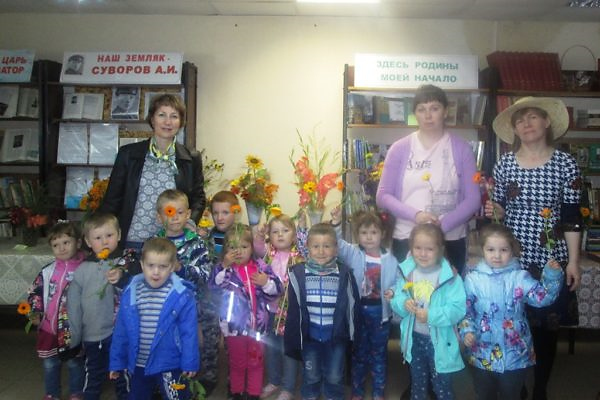 ЦАРЬ
НАШ ЗЕМЛЯК -
СУВОРОВ А.И.
ЗДЕСЬ РОДИНЫ
МОЕЙ НАЧАЛО